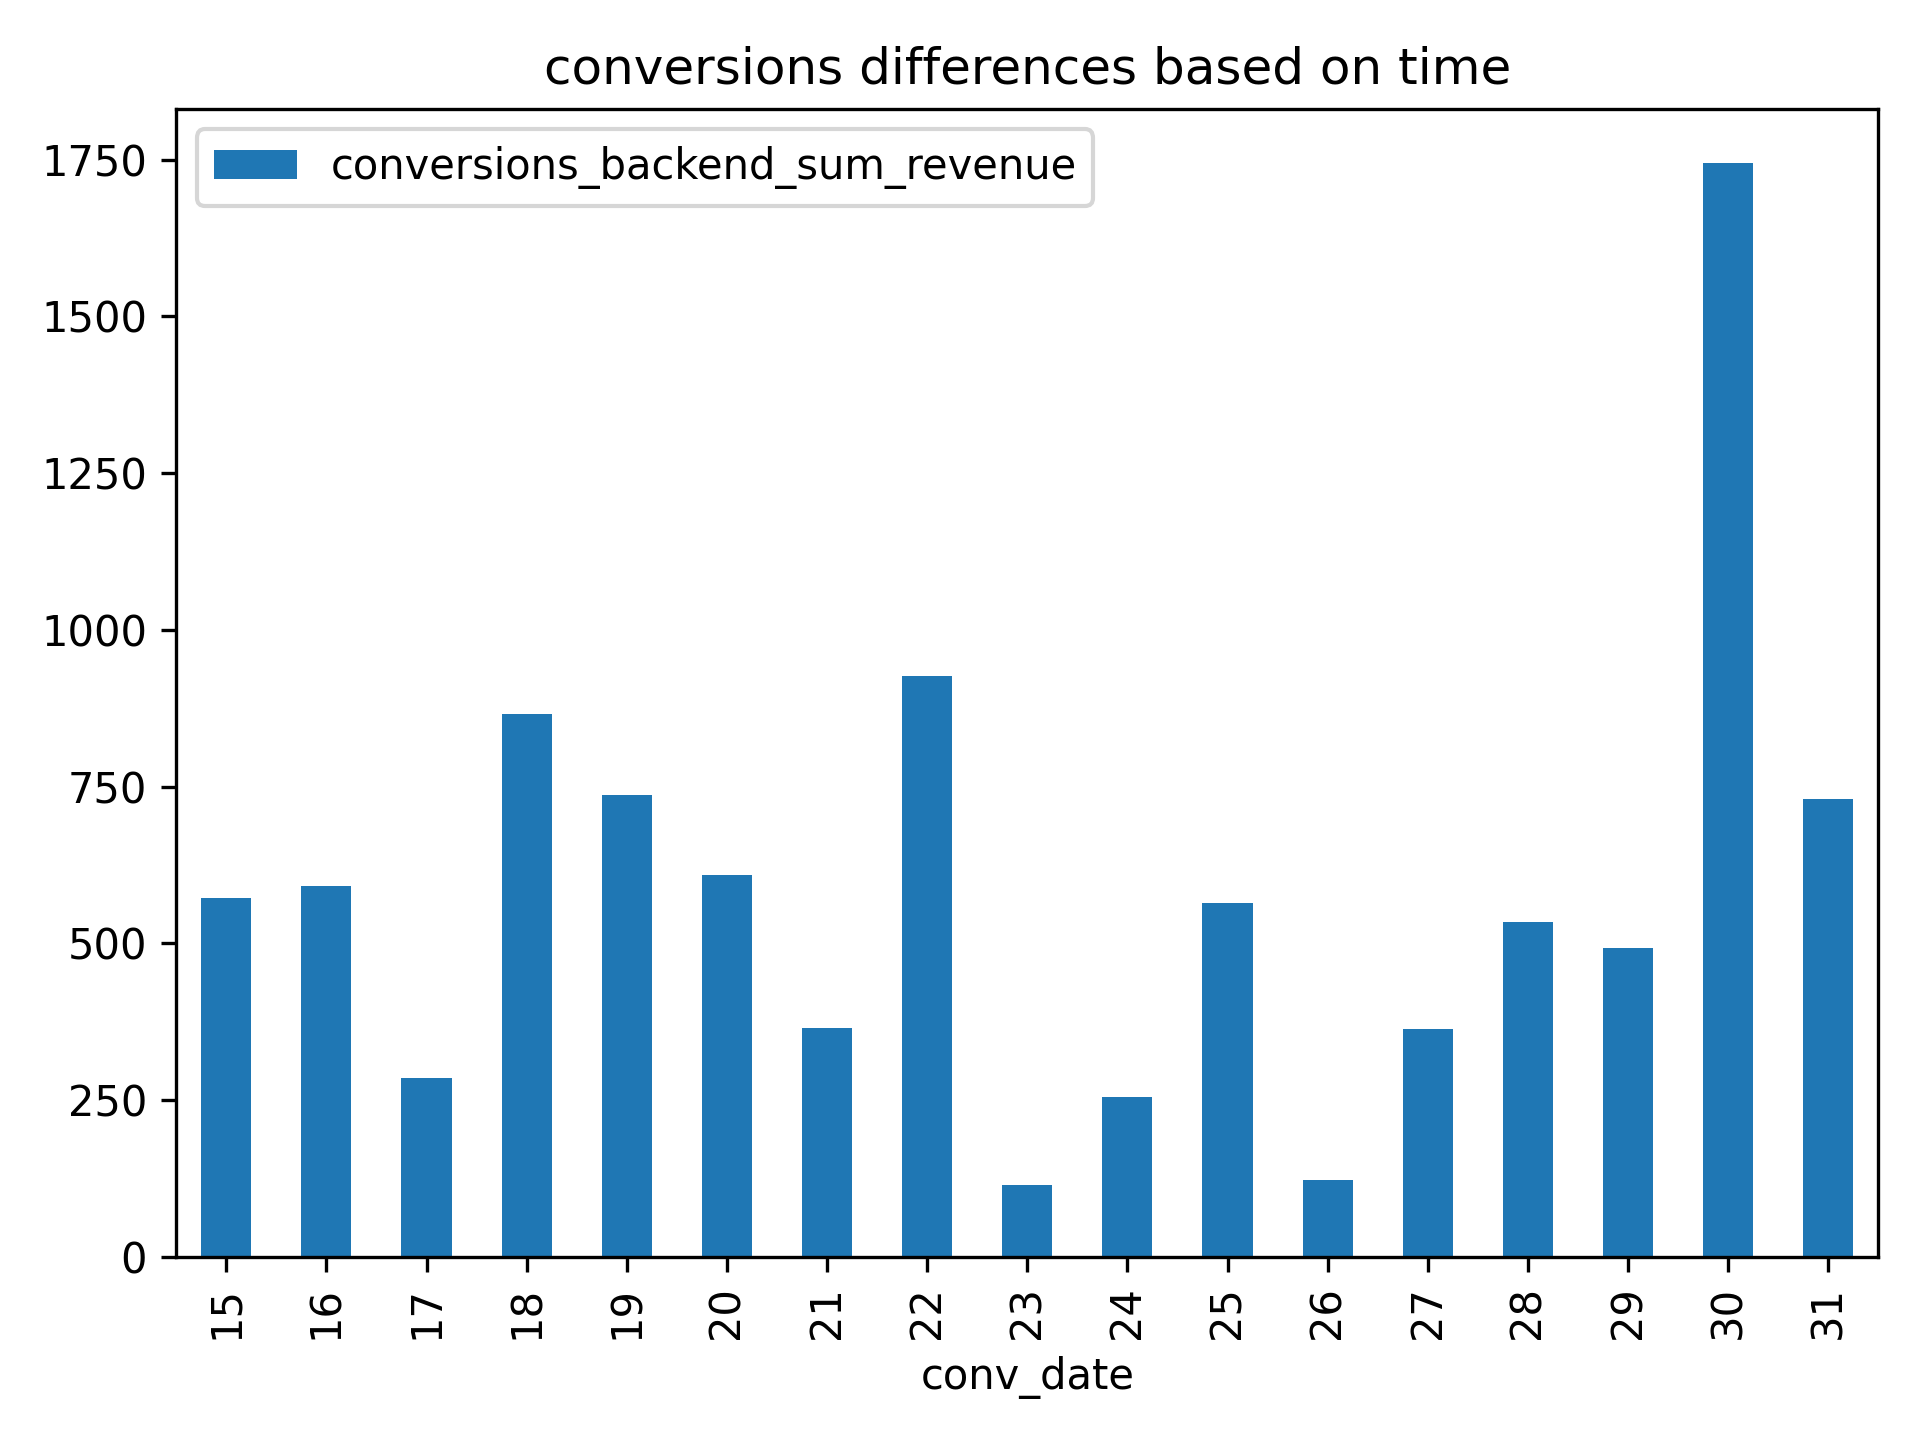 conversions differences based on time
conversions_backend_sum_revenue
1750
1500
1250
1000
750
500
250
0
15 16 17 18 19 20 21 22 23 24 25 26 27 28 29 30 31
conv_date